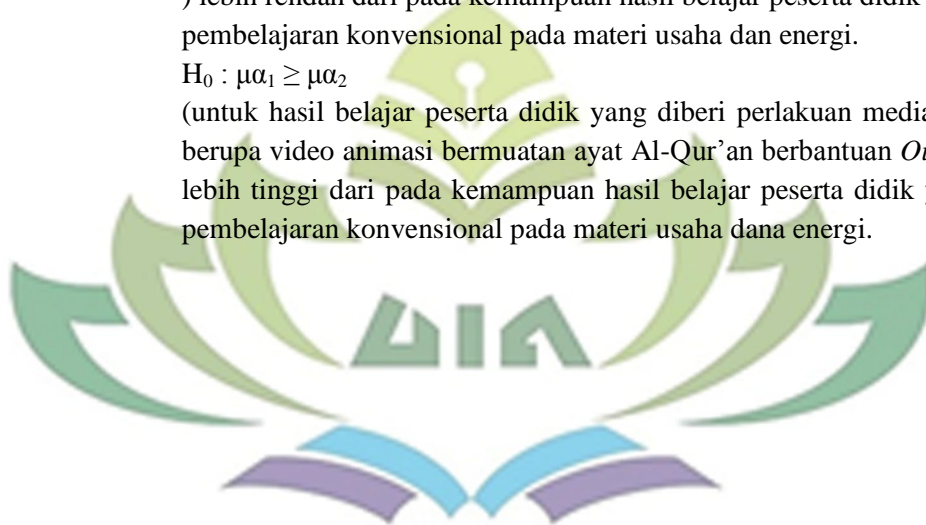 ) lebih rendah dari pada kemampuan hasil belajar peserta didik
pembelajaran konvensional pada materi usaha dan energi.
H₀ : μα₁ ≥ μα₂
(untuk hasil belajar peserta didik yang diberi perlakuan media
berupa video animasi bermuatan ayat Al-Qur’an berbantuan
lebih tinggi dari pada kemampuan hasil belajar peserta didik
pembelajaran konvensional pada materi usaha dana energi.
UIN